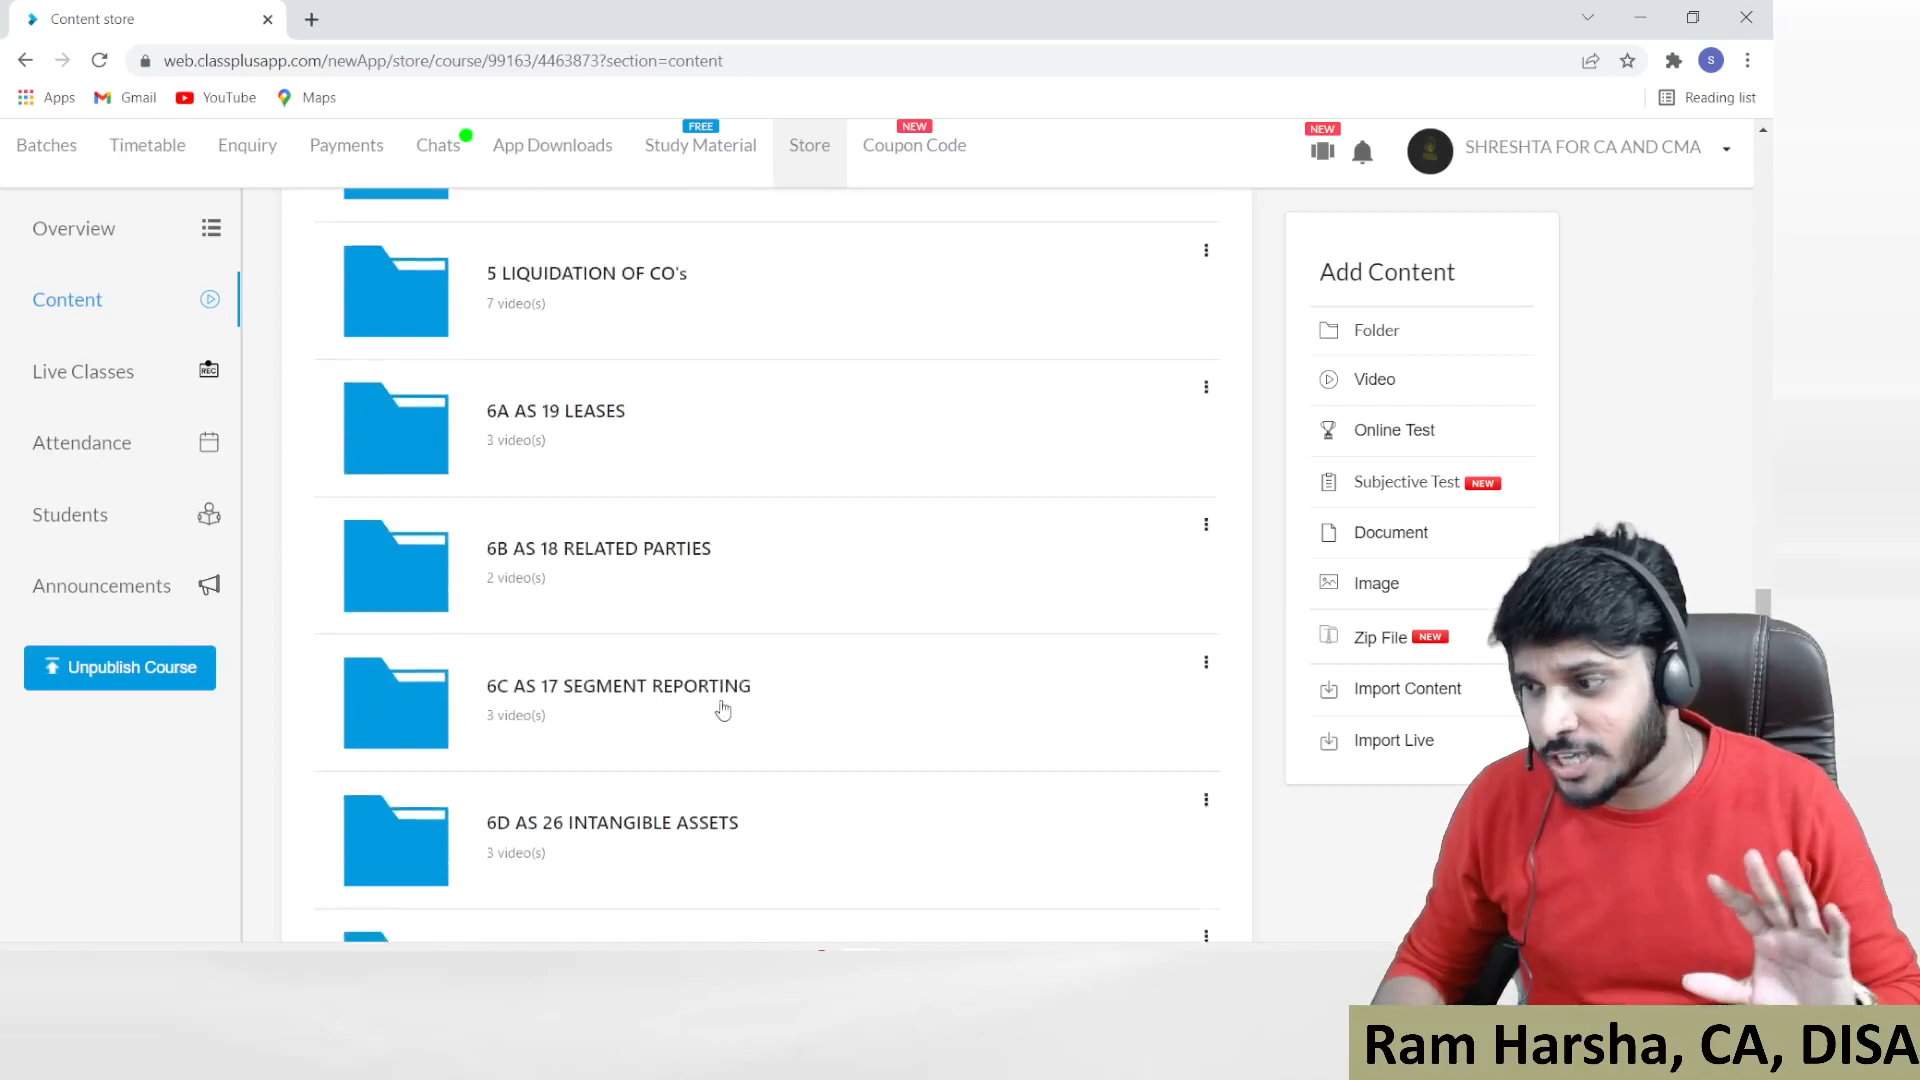 Content store
web.classplusapp.com/newApp/store/course/99163/4463873?section=content
S
Apps
Gmail
YouTube
Maps
Reading list
FREE
NEW
NEW
Batches
Timetable
Enquiry
Payments
Chats
App Downloads
Study Material
Store
Coupon Code
SHRESHTA FOR CA AND CMA
Overview
Content
Live Classes
REC
Attendance
Students
Announcements
Unpublish Course
5 LIQUIDATION OF CO's
7 video(s)
6A AS 19 LEASES
3 video(s)
6B AS 18 RELATED PARTIES
2 video(s)
6C AS 17 SEGMENT REPORTING
3 video(s)
6D AS 26 INTANGIBLE ASSETS
3 video(s)
Add Content
Folder
Video
Online Test
Subjective Test NEW
Document
Image
Zip File NEW
Import Content
Import Live
Ram Harsha, CA, DISA